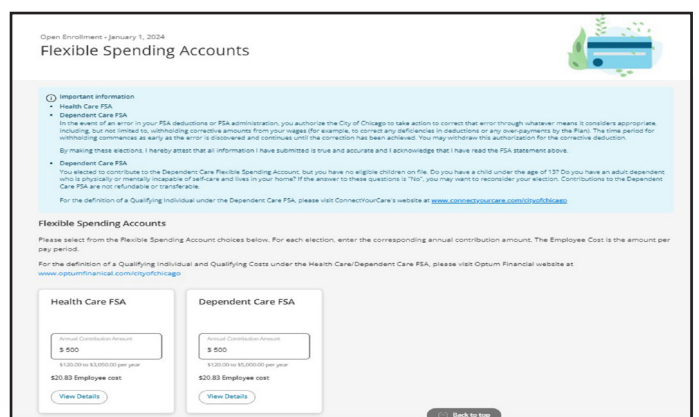 Open Enrollment - January 1, 2024
Flexible Spending Accounts
Important information
• Health Care FSA
• Dependent Care FSA
In the event of an error in your FSA deductions or FSA administration, you authorize the City of Chicago to take action to correct that error through whatever means it considers appropriate,
including, but not limited to, withholding corrective amounts from your wages (for example, to correct any deficiencies in deductions or any over-payments by the Plan). The time period for
withholding commences as early as the error is discovered and continues until the correction has been achieved. You may withdraw this authorization for the corrective deduction.
By making these elections, I hereby attest that all information I have submitted is true and accurate and I acknowledge that I have read the FSA statement above.
• Dependent Care FSA
You elected to contribute to the Dependent Care Flexible Spending Account, but you have no eligible children on file. Do you have a child under the age of 13? Do you have an adult dependent
who is physically or mentally incapable of self-care and lives in your home? If the answer to these questions is "No", you may want to reconsider your election. Contributions to the Dependent
Care FSA are not refundable or transferable.
For the definition of a Qualifying Individual under the Dependent Care FSA, please visit ConnectYourCare's website at www.connectyourcare.com/cityofchicago
Flexible Spending Accounts
Please select from the Flexible Spending Account choices below. For each election, enter the corresponding annual contribution amount. The Employee Cost is the amount per
pay period.
For the definition of a Qualifying Individual and Qualifying Costs under the Health Care/Dependent Care FSA, please visit Optum Financial website at
www.optumfinanical.com/cityofchicago
Health Care FSA
Annual Contribution Amount
$ 500
$120.00 to $3,050.00 per year
$20.83 Employee cost
View Details
Dependent Care FSA
Annual Contribution Amount
$ 500
$120.00 to $5,000.00 per year
$20.83 Employee cost
View Details
Back to top